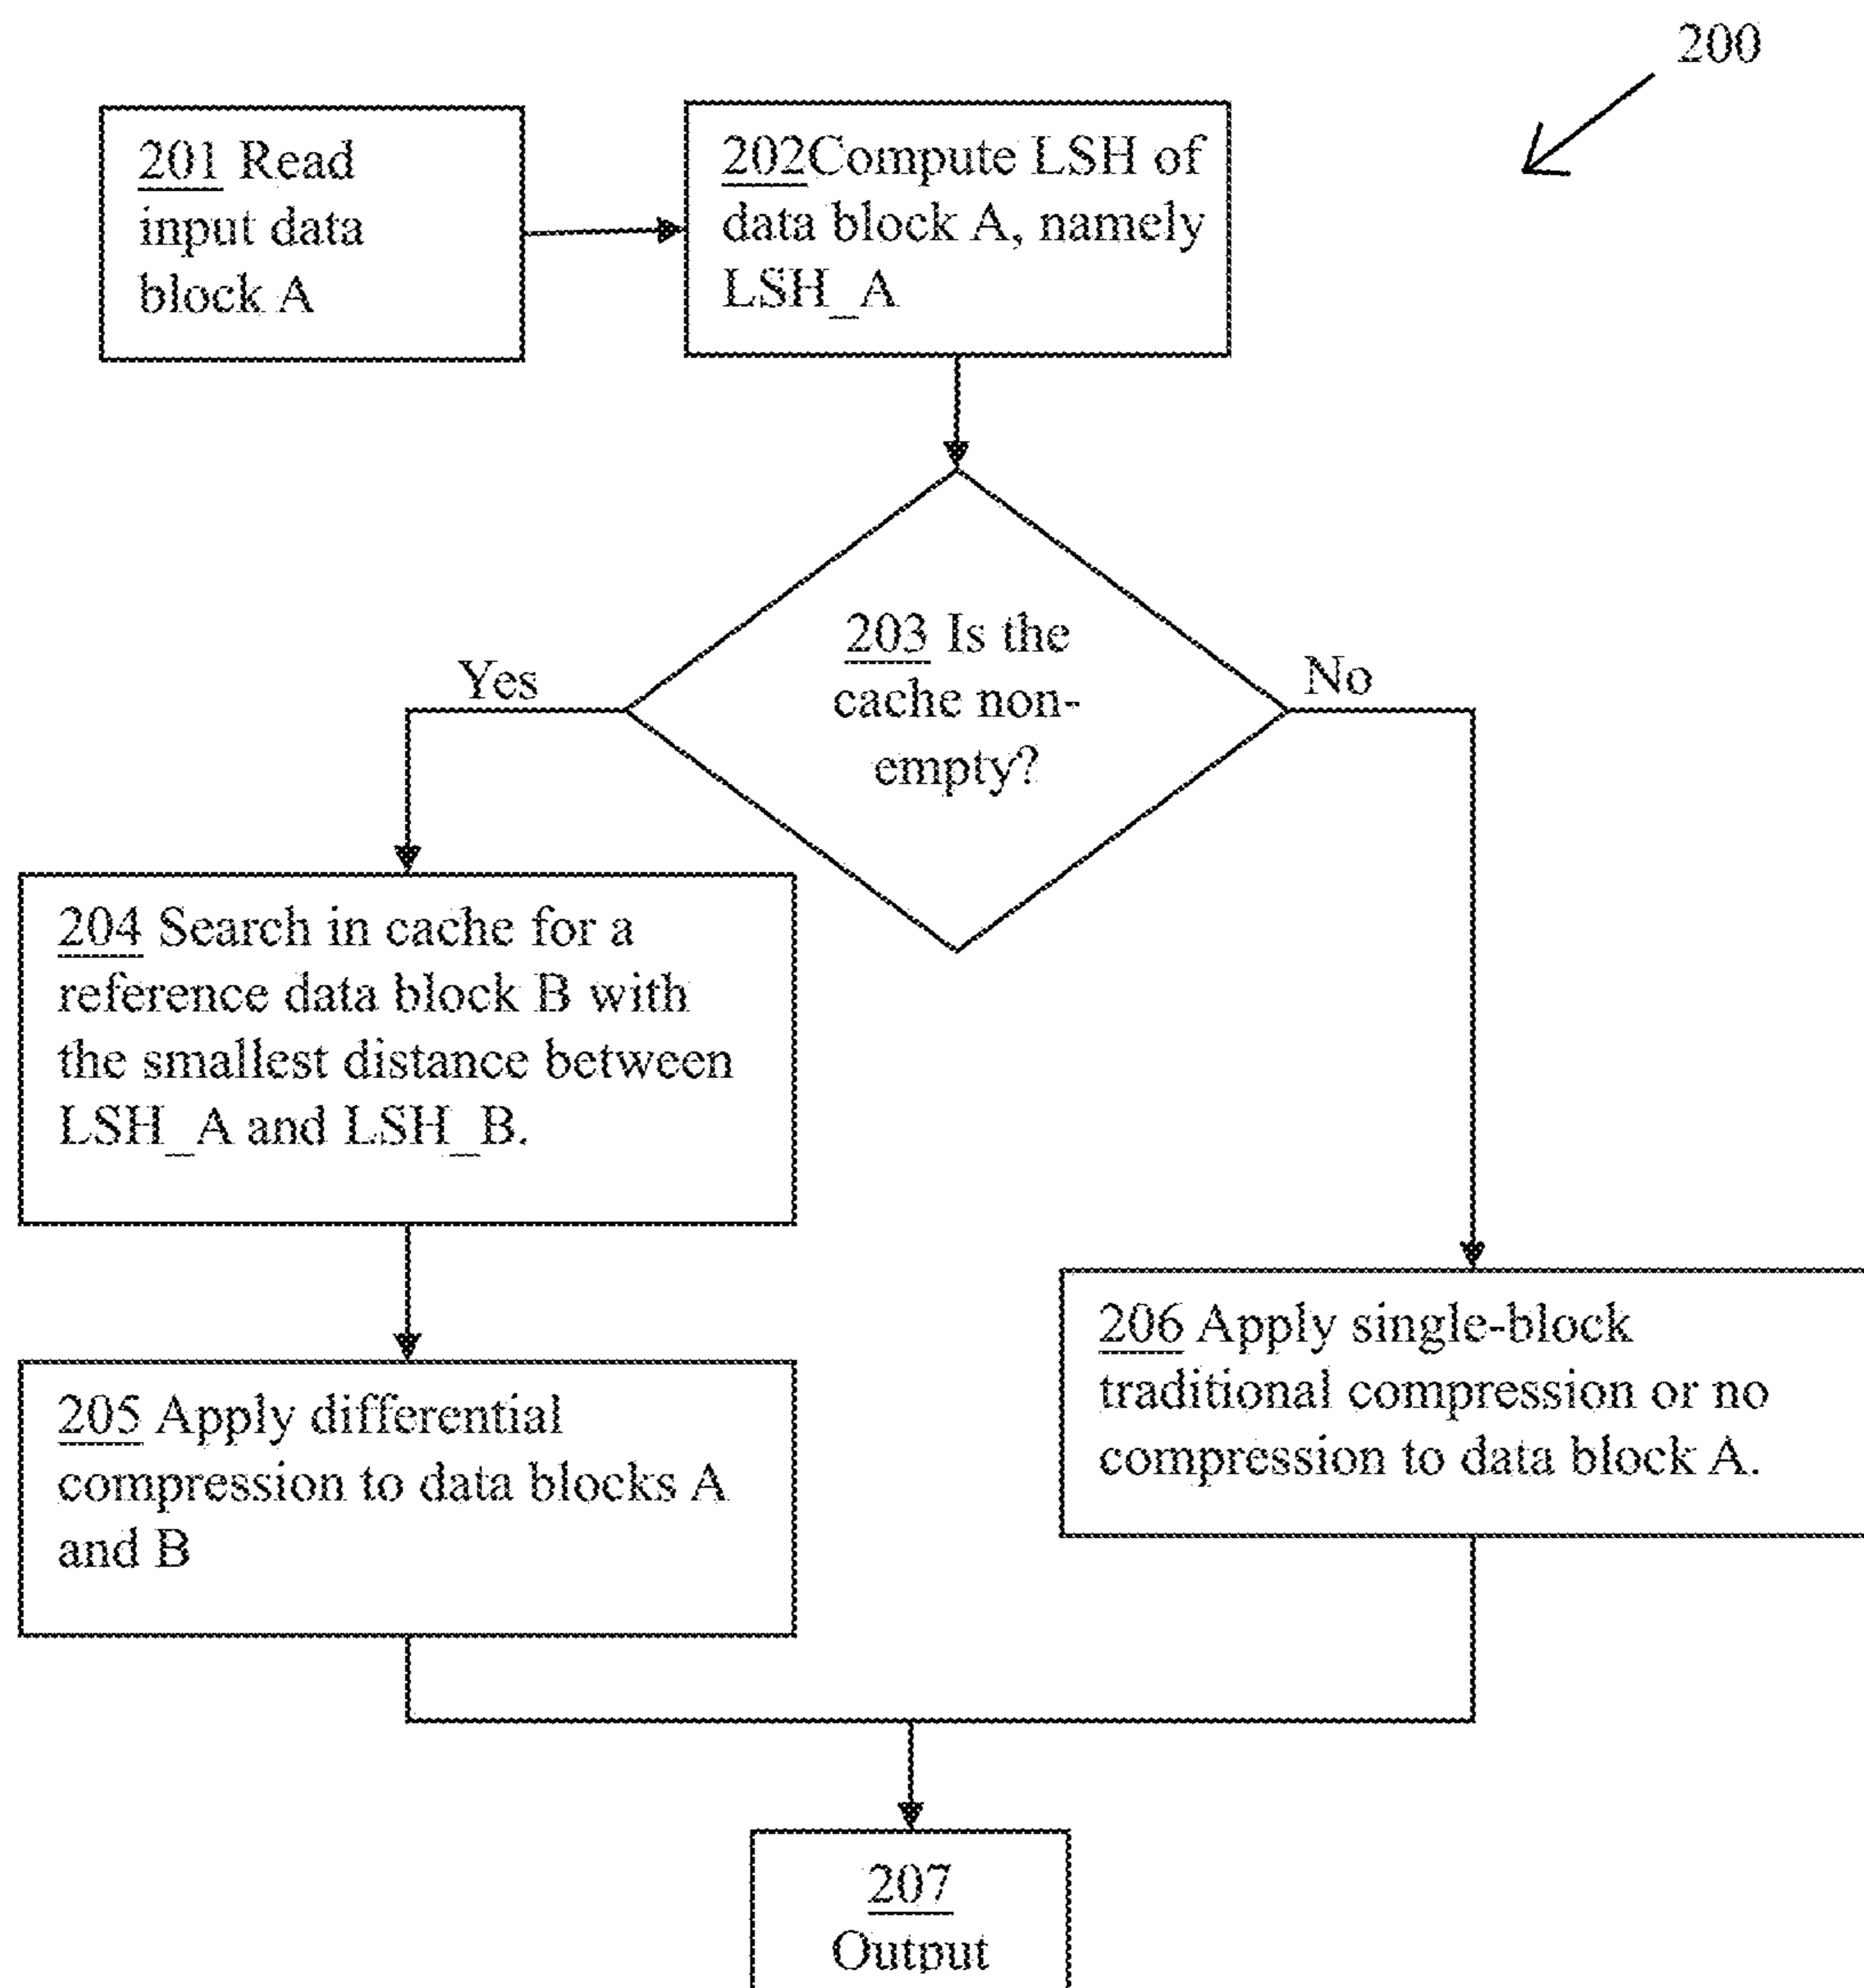 200
201 Read
input data
block A
202Compute LSH of
data block A, namely
LSH_A
203 Is the
cache non-
empty?
Yes
No
204 Search in cache for a
reference data block B with
the smallest distance between
LSH_A and LSH_B.
205 Apply differential
compression to data blocks A
and B
206 Apply single-block
traditional compression or no
compression to data block A.
207
Output